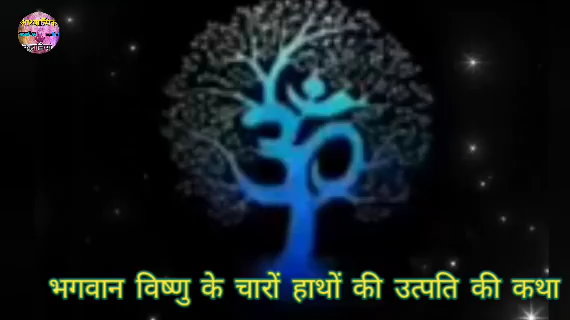 भगवान विष्णु के चारों हाथों की उत्पति की कथा